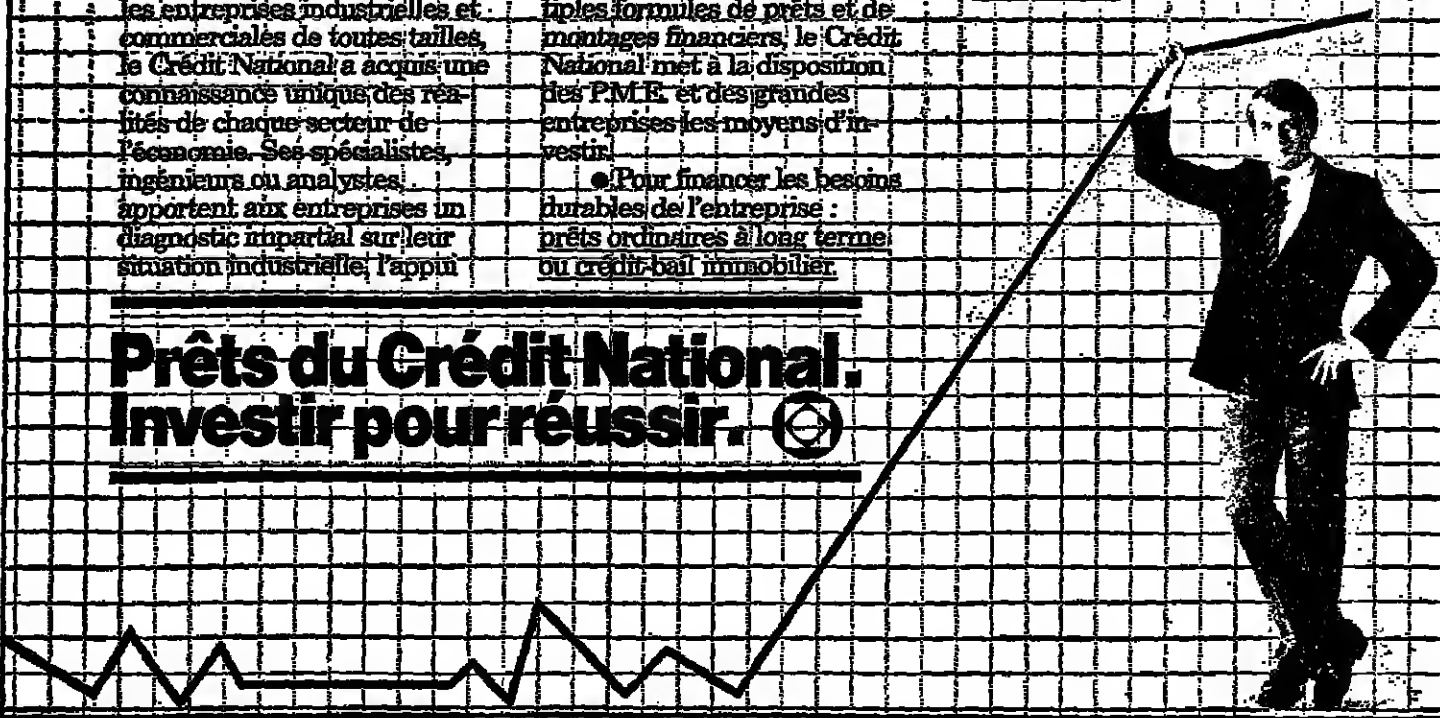 les entreprises industrielles et
commerciales de toutes tailles,
le Crédit National a acquis une
connaissance unique des réa-
lités de chaque secteur de
l'économie. Ses spécialistes,
ingénieurs ou analystes,
apportent aux entreprises un
diagnostic impartial sur leur
situation industrielle, l'appui
tiples formules de prêts et de
montages financiers, le Crédit
National met à la disposition
des P.M.E. et des grandes
entreprises les moyens d'in-
vestir.
●Pour financer les besoins
durables de l'entreprise :
prêts ordinaires à long terme
ou crédit-bail immobilier.
Prêts du Crédit National.
Investir pour réussir.